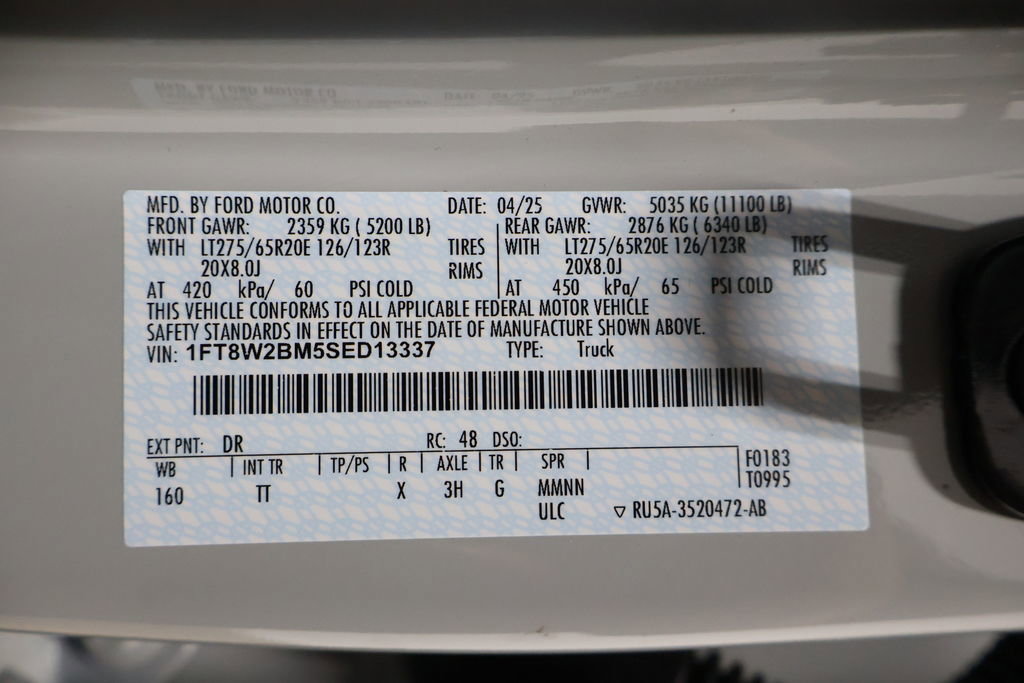 MFD. BY FORD MOTOR CO. DATE: 04/25 GVWR: 5035 KG (11100 LB)
FRONT GAWR: 2359 KG ( 5200 LB) REAR GAWR: 2876 KG ( 6340 LB)
WITH LT275/65R20E 126/123R TIRES WITH LT275/65R20E 126/123R TIRES
20X8.0J RIMS 20X8.0J RIMS
AT 420 kPa/ 60 PSI COLD AT 450 kPa/ 65 PSI COLD
THIS VEHICLE CONFORMS TO ALL APPLICABLE FEDERAL MOTOR VEHICLE
SAFETY STANDARDS IN EFFECT ON THE DATE OF MANUFACTURE SHOWN ABOVE.
VIN: 1FT8W2BM5SED13337 TYPE: Truck
EXT PNT: DR RC: 48 DSO:
WB INT TR TP/PS R AXLE TR SPR F0183
160 TT X 3H G MMNN T0995
ULC ▽ RU5A-3520472-AB